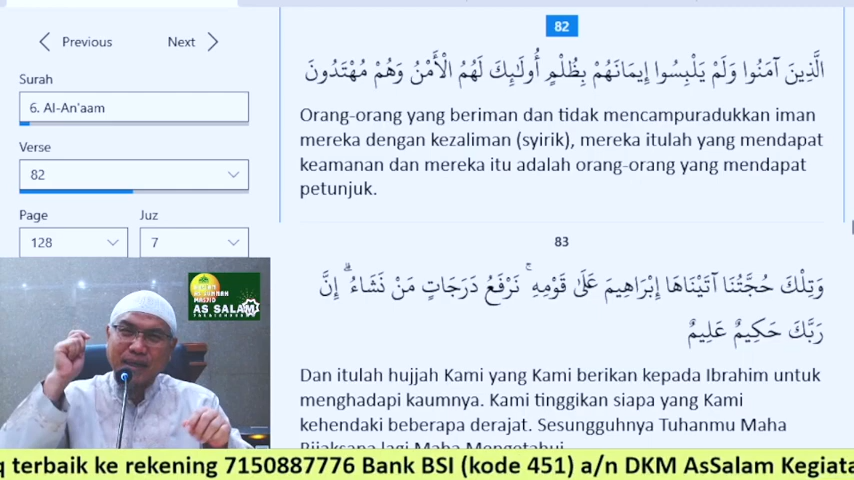 Previous
Next
Surah
6. Al-An'aam
Verse
82
Page
Juz
128
7
82
الَّذِينَ آمَنُوا وَلَمْ يَلْبِسُوا إِيمَانَهُمْ بِظُلْمٍ أُولَٰئِكَ لَهُمُ الْأَمْنُ وَهُمْ مُهْتَدُونَ
Orang-orang yang beriman dan tidak mencampuradukkan iman
mereka dengan kezaliman (syirik), mereka itulah yang mendapat
keamanan dan mereka itu adalah orang-orang yang mendapat
petunjuk.
83
وَتِلْكَ حُجَّتُنَا آتَيْنَاهَا إِبْرَاهِيمَ عَلَىٰ قَوْمِهِ ۚ نَرْفَعُ دَرَجَاتٍ مَنْ نَشَاءُ ۗ إِنَّ
رَبَّكَ حَكِيمٌ عَلِيمٌ
Dan itulah hujjah Kami yang Kami berikan kepada Ibrahim untuk
menghadapi kaumnya. Kami tinggikan siapa yang Kami
kehendaki beberapa derajat. Sesungguhnya Tuhanmu Maha
Bijaksana lagi Maha Mengetahui.
MASJID
AS SALAM
q terbaik ke rekening 7150887776 Bank BSI (kode 451) a/n DKM AsSalam Kegiata